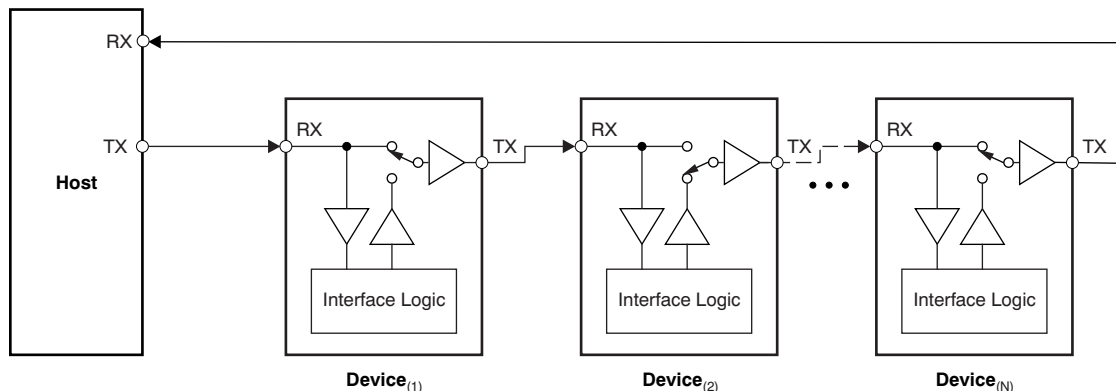 RX
TX
Host
RX
TX
RX
TX
RX
TX
Interface Logic
Interface Logic
Interface Logic
Device(1)
Device(2)
Device(N)